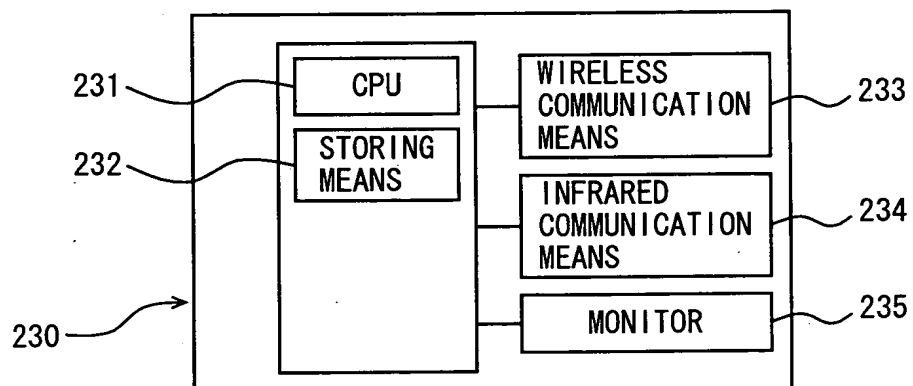 231
CPU
232
STORING
MEANS
WIRELESS
COMMUNICATION
MEANS
233
INFRARED
COMMUNICATION
MEANS
234
MONITOR
235
230